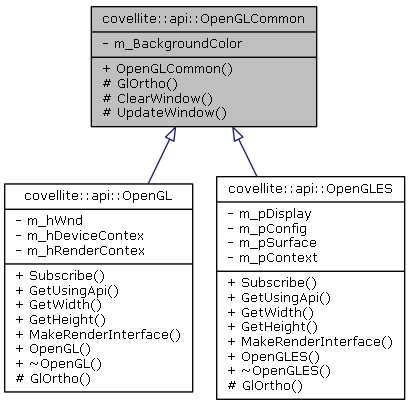 covellite::api::OpenGLCommon
- m_BackgroundColor
+ OpenGLCommon()
# GlOrtho()
# ClearWindow()
# UpdateWindow()
covellite::api::OpenGL
- m_hWnd
- m_hDeviceContex
- m_hRenderContex
+ Subscribe()
+ GetUsingApi()
+ GetWidth()
+ GetHeight()
+ MakeRenderInterface()
+ OpenGL()
+ ~OpenGL()
# GlOrtho()
covellite::api::OpenGLES
- m_pDisplay
- m_pConfig
- m_pSurface
- m_pContext
+ Subscribe()
+ GetUsingApi()
+ GetWidth()
+ GetHeight()
+ MakeRenderInterface()
+ OpenGLES()
+ ~OpenGLES()
# GlOrtho()